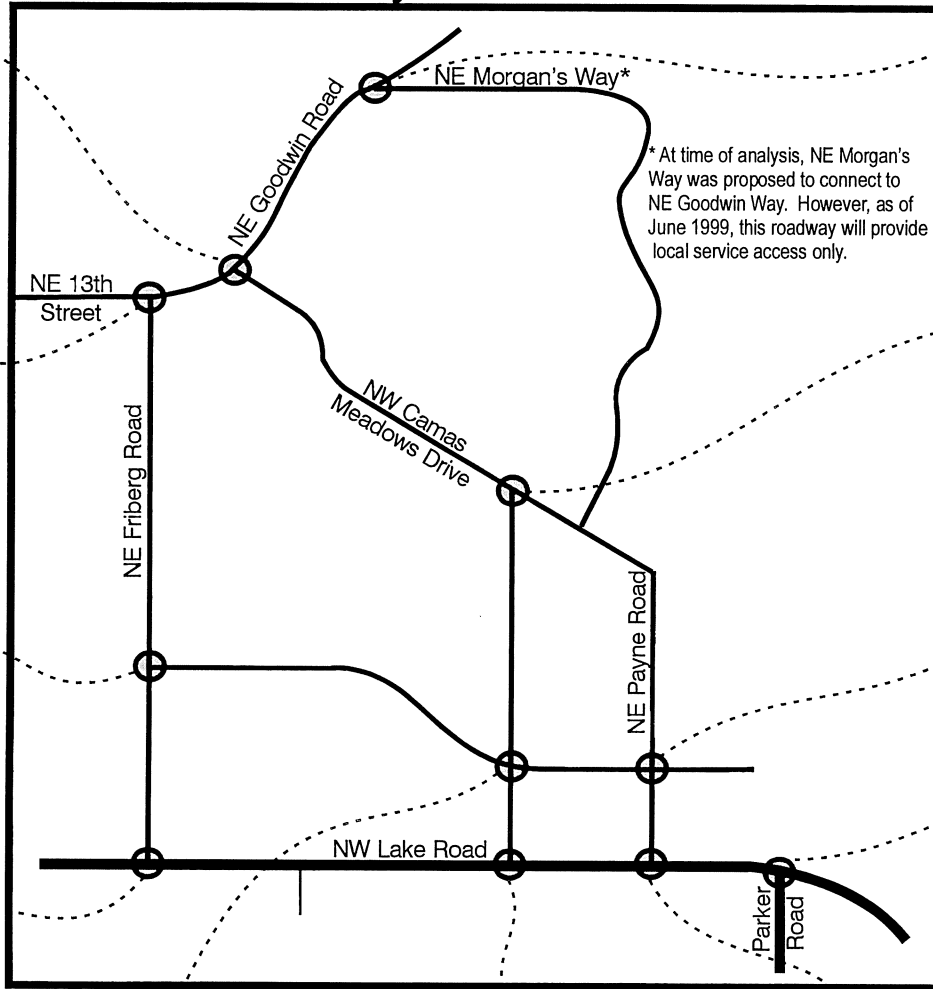 NE Morgan's Way*
NE Goodwin Road
* At time of analysis, NE Morgan's
Way was proposed to connect to
NE Goodwin Way. However, as of
June 1999, this roadway will provide
local service access only.
NE 13th
Street
NW Camas
Meadows Drive
NE Friberg Road
NE Payne Road
NW Lake Road
Parker
Road